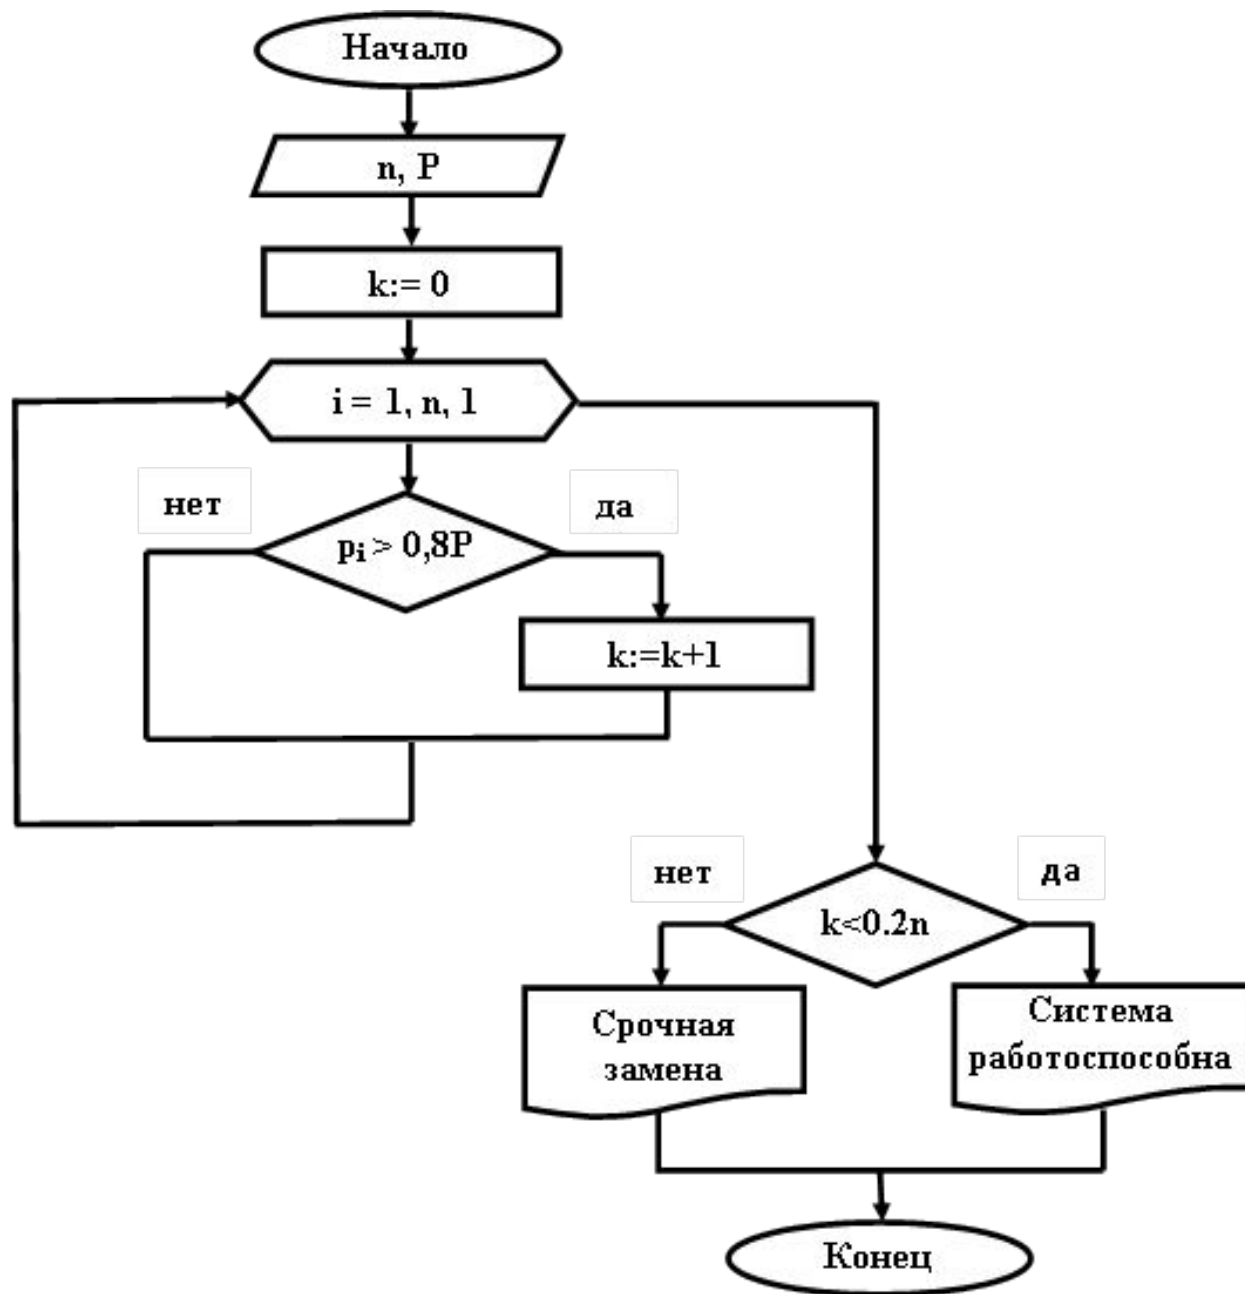 Начало
n, P
k:= 0
i = 1, n, 1
нет
да
pi > 0,8P
k:=k+1
нет
да
k<0.2n
Срочная
замена
Система
работоспособна
Конец